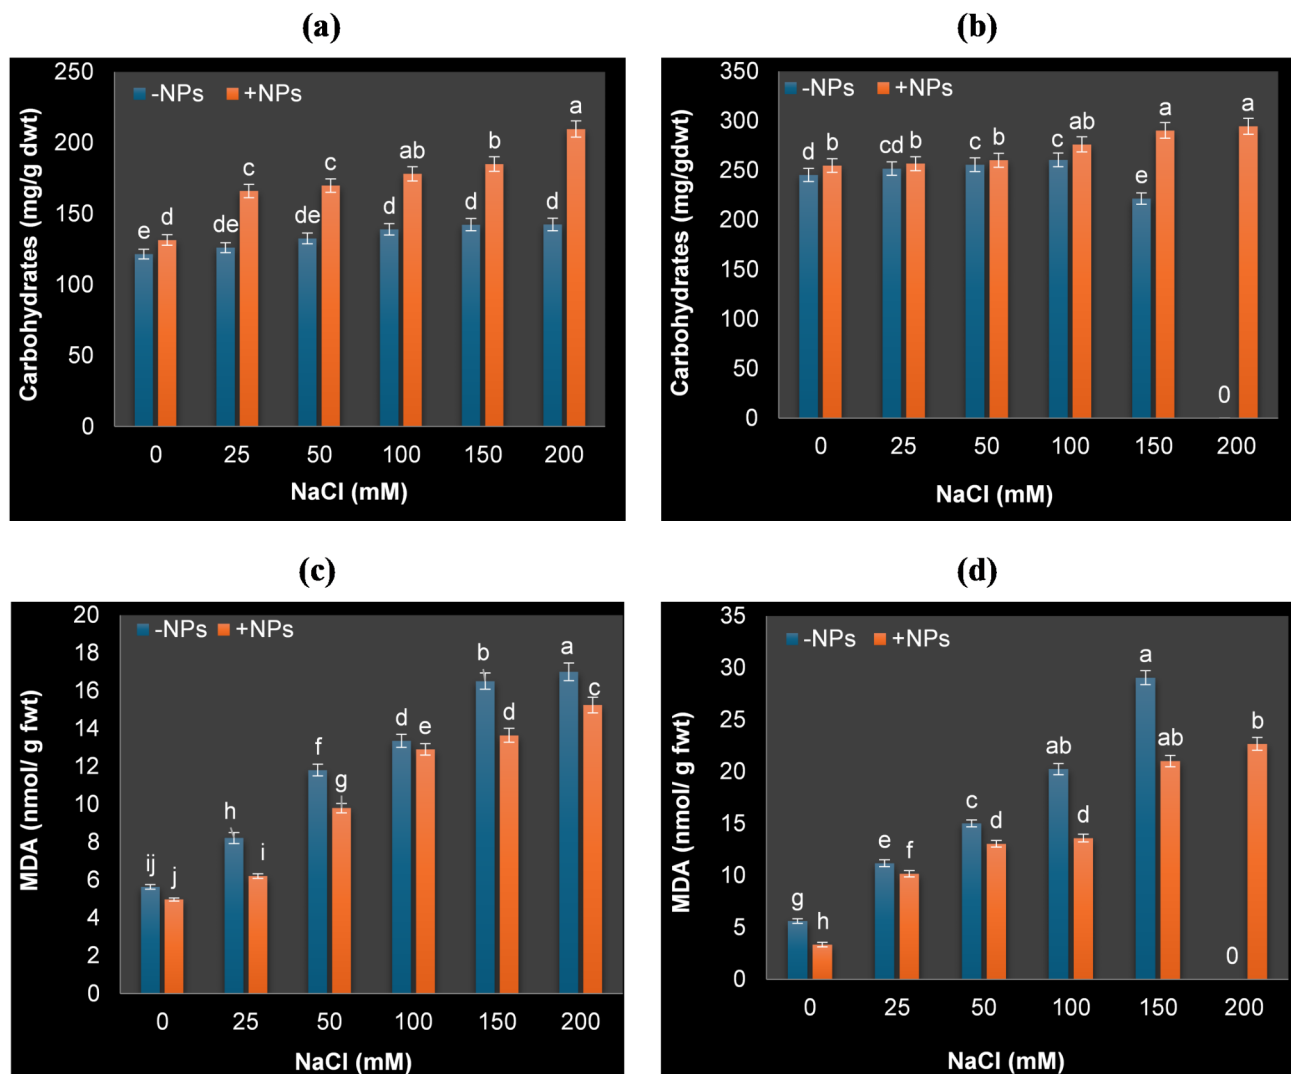 (a)
250
200
150
100
50
0
Carbohydrates (mg/g dwt)
-NPs +NPs
e d de c de c d ab d b d a
0 25 50 100 150 200
NaCl (mM)
(b)
350
300
250
200
150
100
50
0
Carbohydrates (mg/gdwt)
-NPs +NPs
d b cd b c b c ab e a 0 a
0 25 50 100 150 200
NaCl (mM)
(c)
20
18
16
14
12
10
8
6
4
2
0
MDA (nmol/ g fwt)
-NPs +NPs
ij j h i f g d e b d a c
0 25 50 100 150 200
NaCl (mM)
(d)
35
30
25
20
15
10
5
0
MDA (nmol/ g fwt)
-NPs +NPs
g h e f c d ab d a ab 0 b
0 25 50 100 150 200
NaCl (mM)